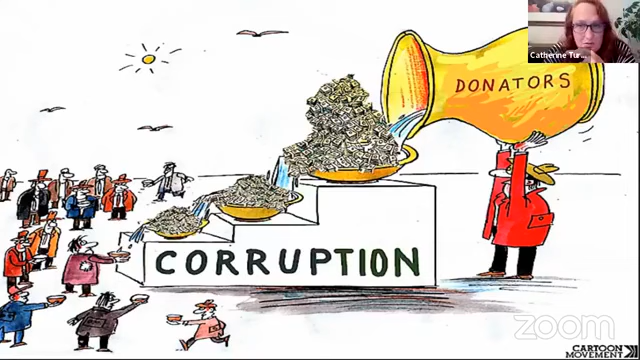 Catherine Tur...
DONATORS
CORRUPTION
zoom
CARTOON
MOVEMENT